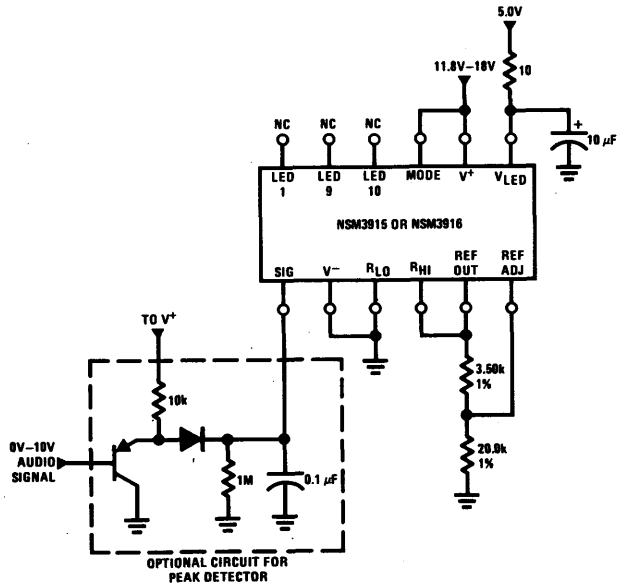 5.0V
11.8V–18V
10
NC
NC
NC
+
10 µF
LED
1
LED
9
LED
10
MODE
V+
VLED
NSM3915 OR NSM3916
SIG
V–
RLO
RHI
REF
OUT
REF
ADJ
TO V+
10k
3.50k
1%
0V–10V
AUDIO
SIGNAL
1M
0.1 µF
20.0k
1%
OPTIONAL CIRCUIT FOR
PEAK DETECTOR